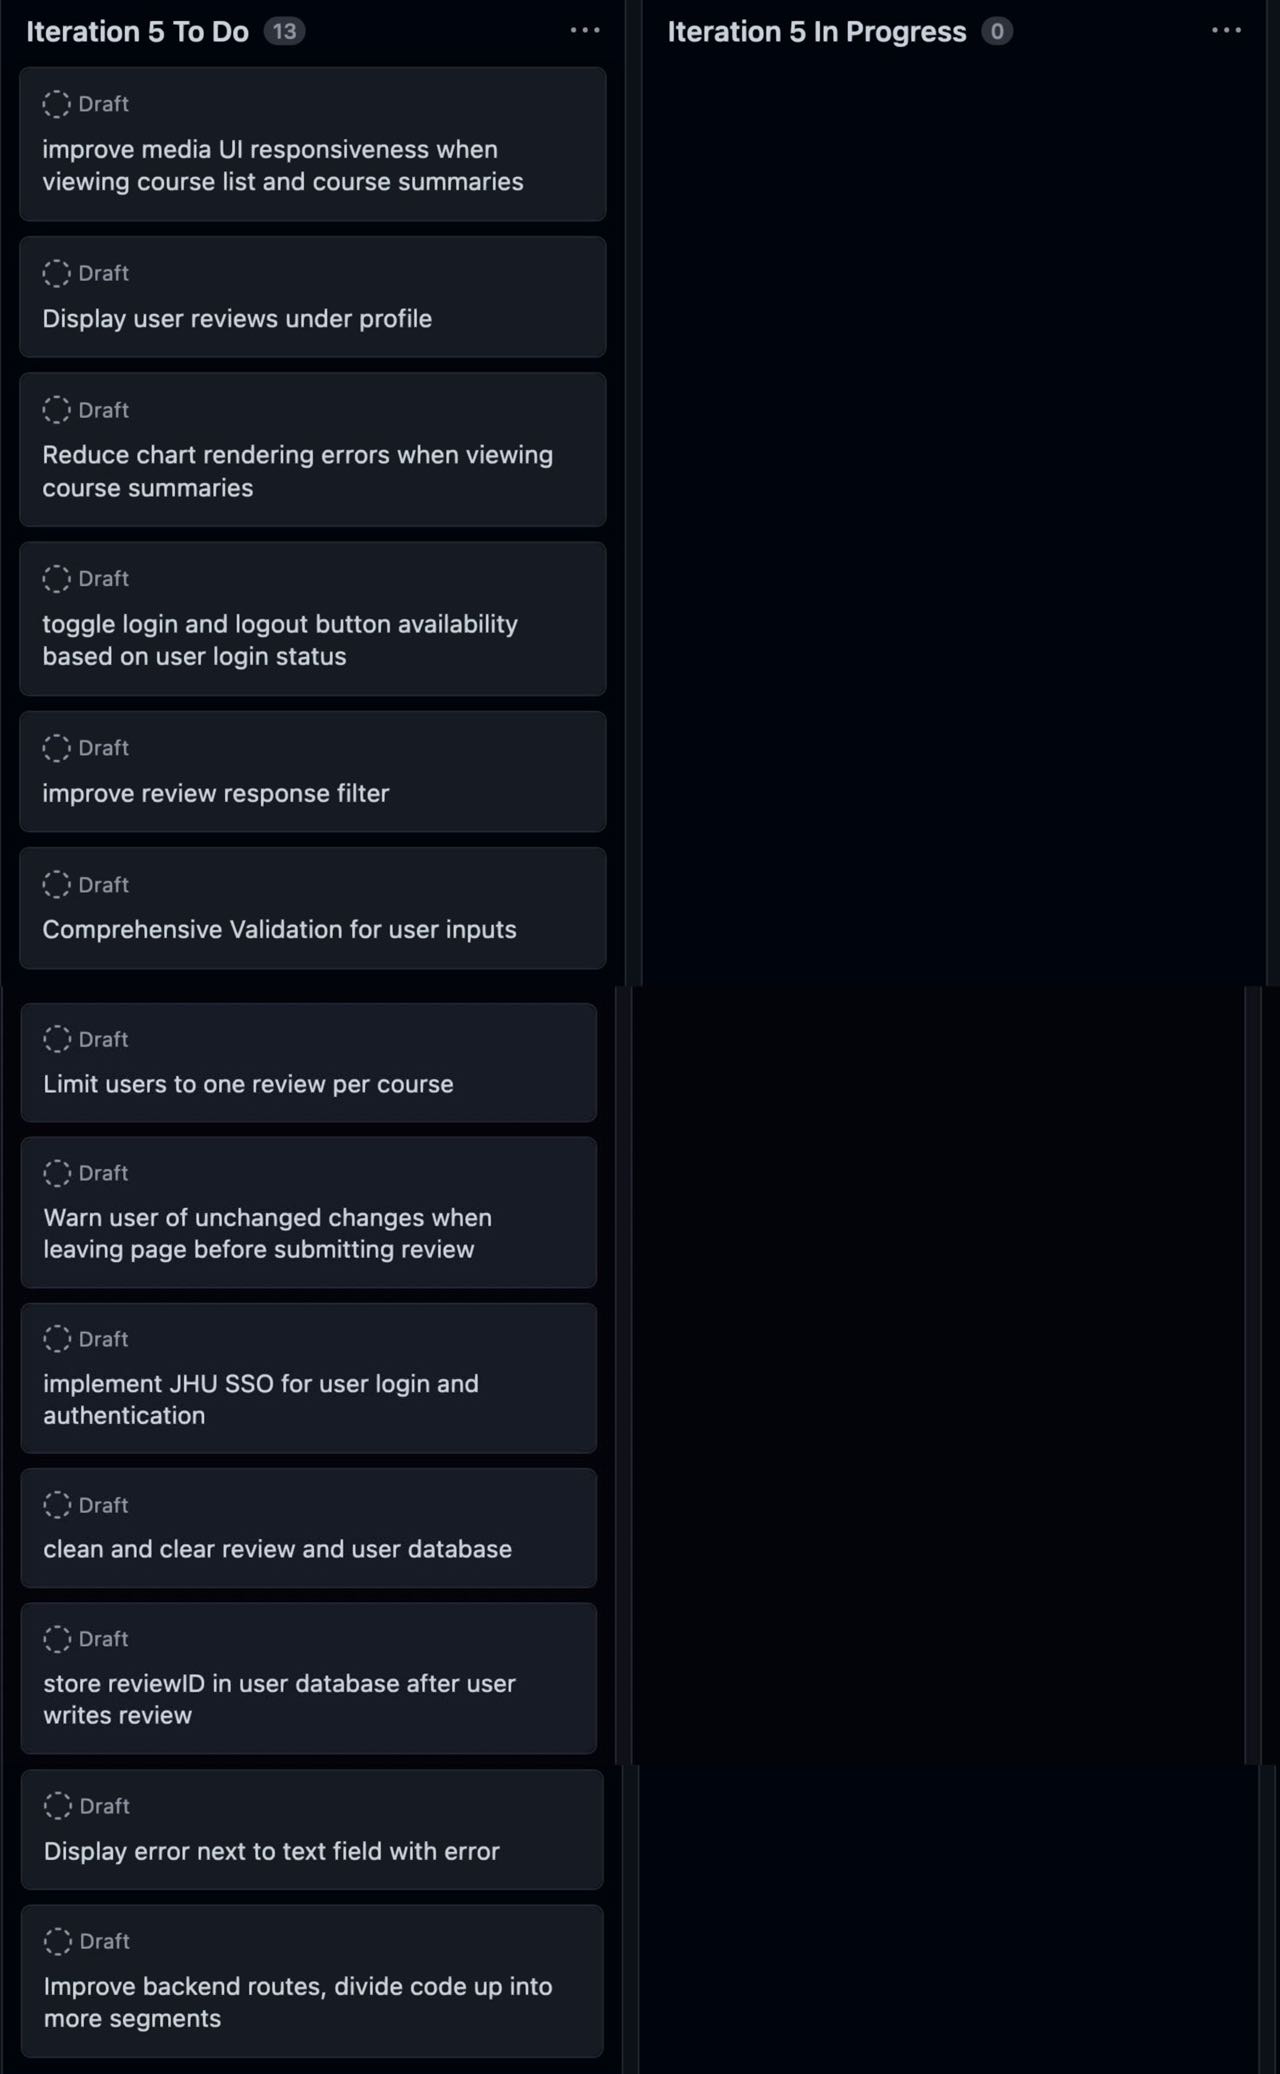 Iteration 5 To Do 13
Iteration 5 In Progress 0
Draft
improve media UI responsiveness when
viewing course list and course summaries
Draft
Display user reviews under profile
Draft
Reduce chart rendering errors when viewing
course summaries
Draft
toggle login and logout button availability
based on user login status
Draft
improve review response filter
Draft
Comprehensive Validation for user inputs
Draft
Limit users to one review per course
Draft
Warn user of unchanged changes when
leaving page before submitting review
Draft
implement JHU SSO for user login and
authentication
Draft
clean and clear review and user database
Draft
store reviewID in user database after user
writes review
Draft
Display error next to text field with error
Draft
Improve backend routes, divide code up into
more segments